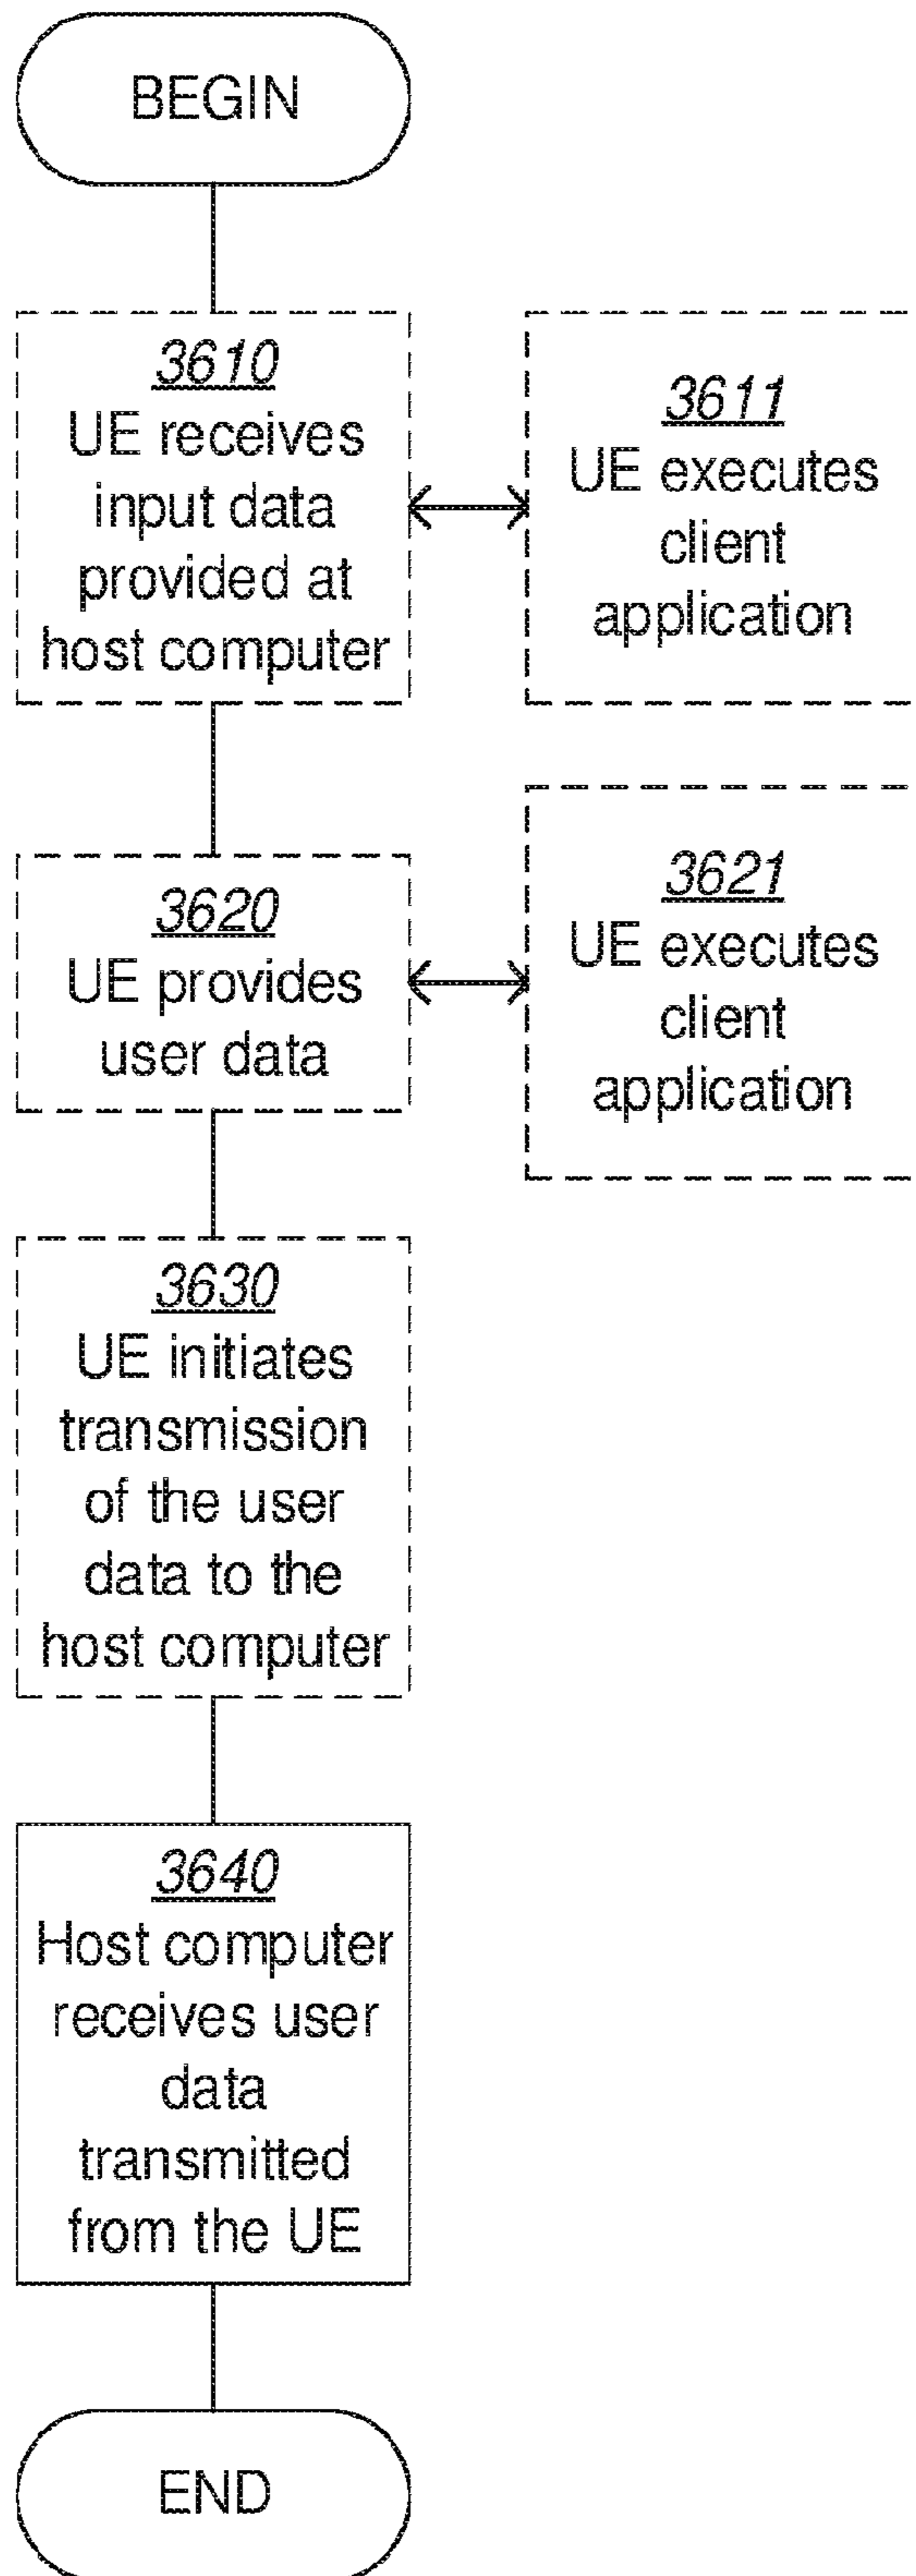 BEGIN
3610
UE receives
input data
provided at
host computer
3611
UE executes
client
application
3620
UE provides
user data
3621
UE executes
client
application
3630
UE initiates
transmission
of the user
data to the
host computer
3640
Host computer
receives user
data
transmitted
from the UE
END